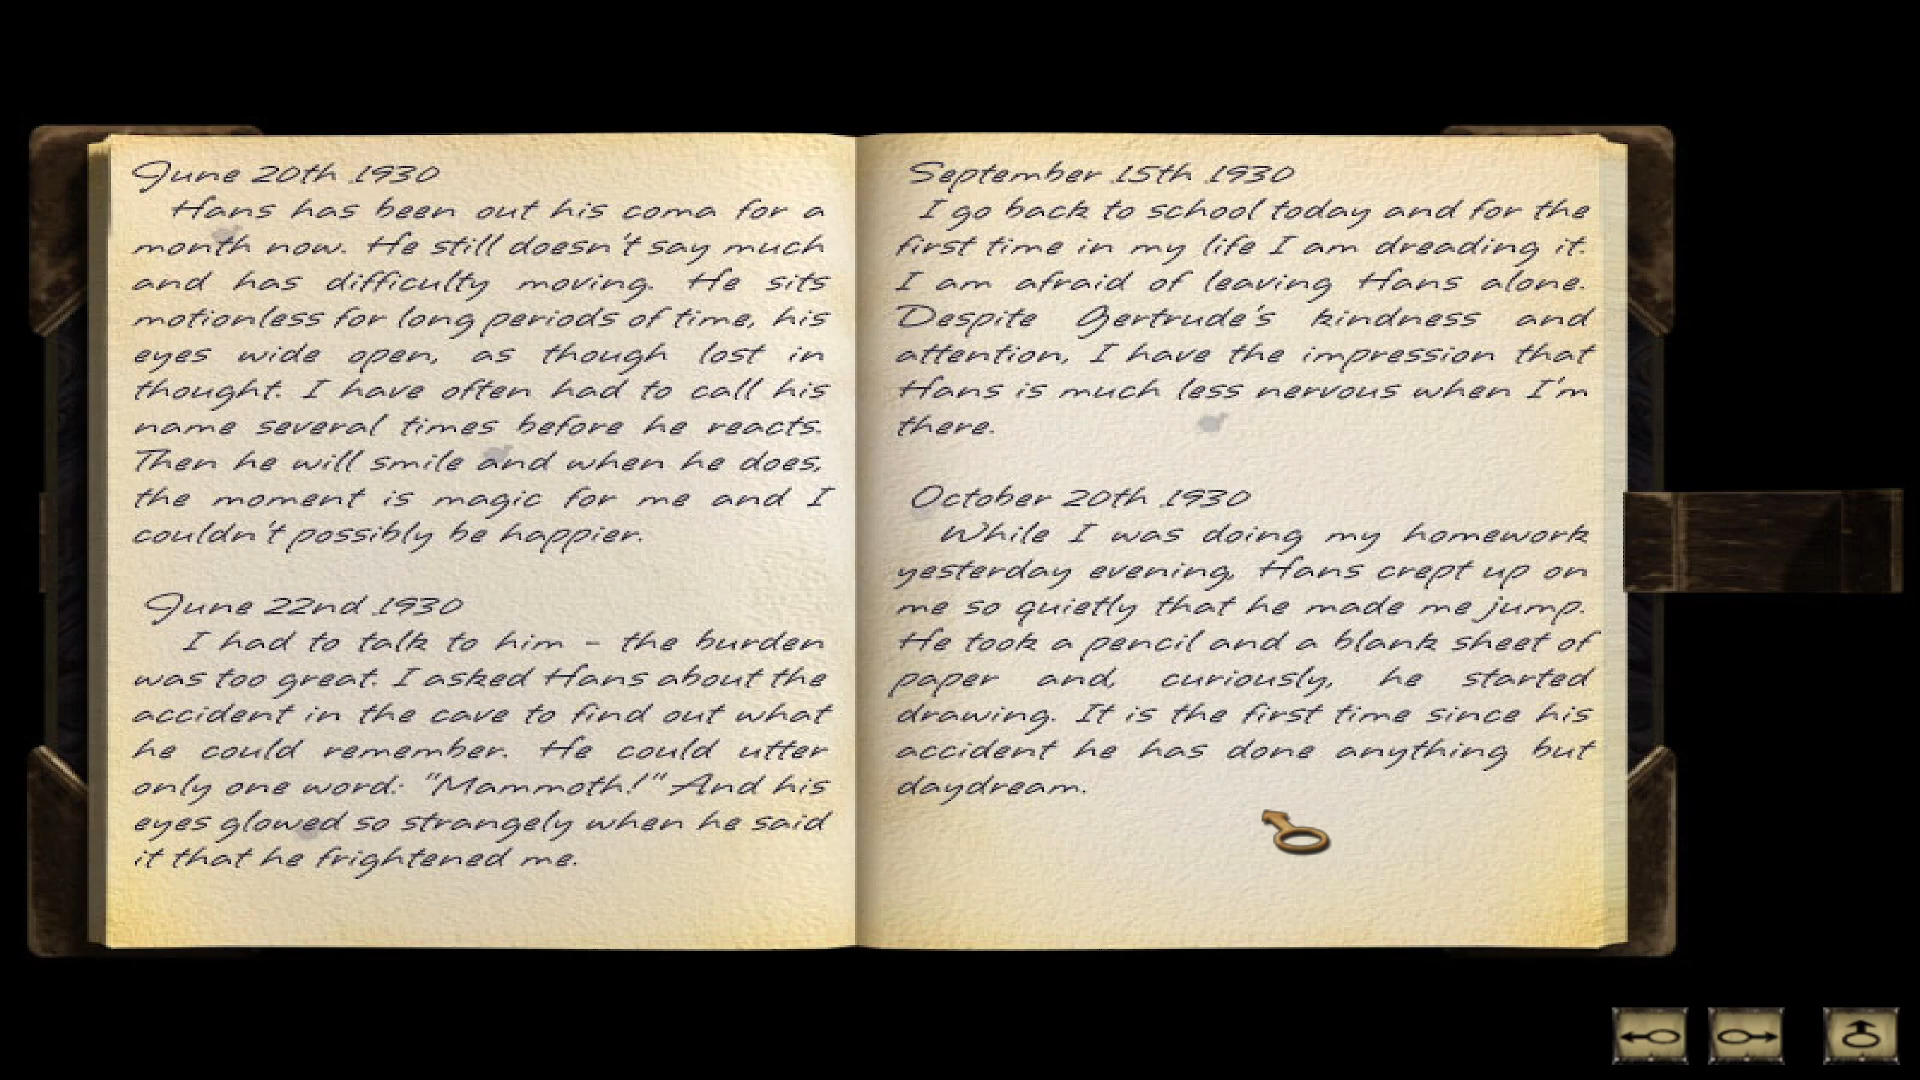 June 20th 1930
Hans has been out his coma for a
month now. He still doesn't say much
and has difficulty moving. He sits
motionless for long periods of time, his
eyes wide open, as though lost in
thought. I have often had to call his
name several times before he reacts.
Then he will smile and when he does,
the moment is magic for me and I
couldn't possibly be happier.
June 22nd 1930
I had to talk to him - the burden
was too great. I asked Hans about the
accident in the cave to find out what
he could remember. He could utter
only one word: "Mammoth!" And his
eyes glowed so strangely when he said
it that he frightened me.
September 15th 1930
I go back to school today and for the
first time in my life I am dreading it.
I am afraid of leaving Hans alone.
Despite Gertrude's kindness and
attention, I have the impression that
Hans is much less nervous when I'm
there.
October 20th 1930
While I was doing my homework
yesterday evening, Hans crept up on
me so quietly that he made me jump.
He took a pencil and a blank sheet of
paper and, curiously, he started
drawing. It is the first time since his
accident he has done anything but
daydream.